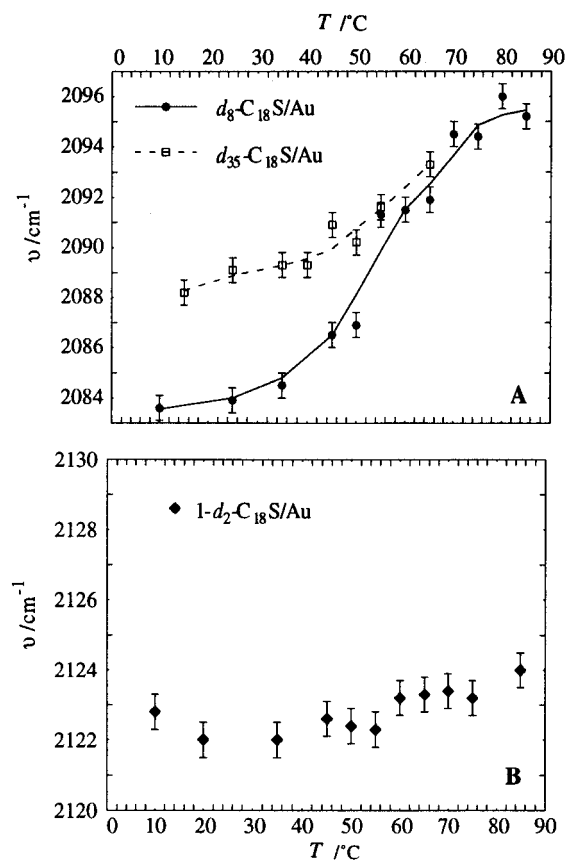 T /°C
0 10 20 30 40 50 60 70 80 90
2096
2094
2092
2090
2088
2086
2084
υ /cm⁻¹
d₈-C₁₈S/Au
d₃₅-C₁₈S/Au
A
2130
2128
2126
2124
2122
2120
υ /cm⁻¹
1-d₂-C₁₈S/Au
B
0 10 20 30 40 50 60 70 80 90
T /°C